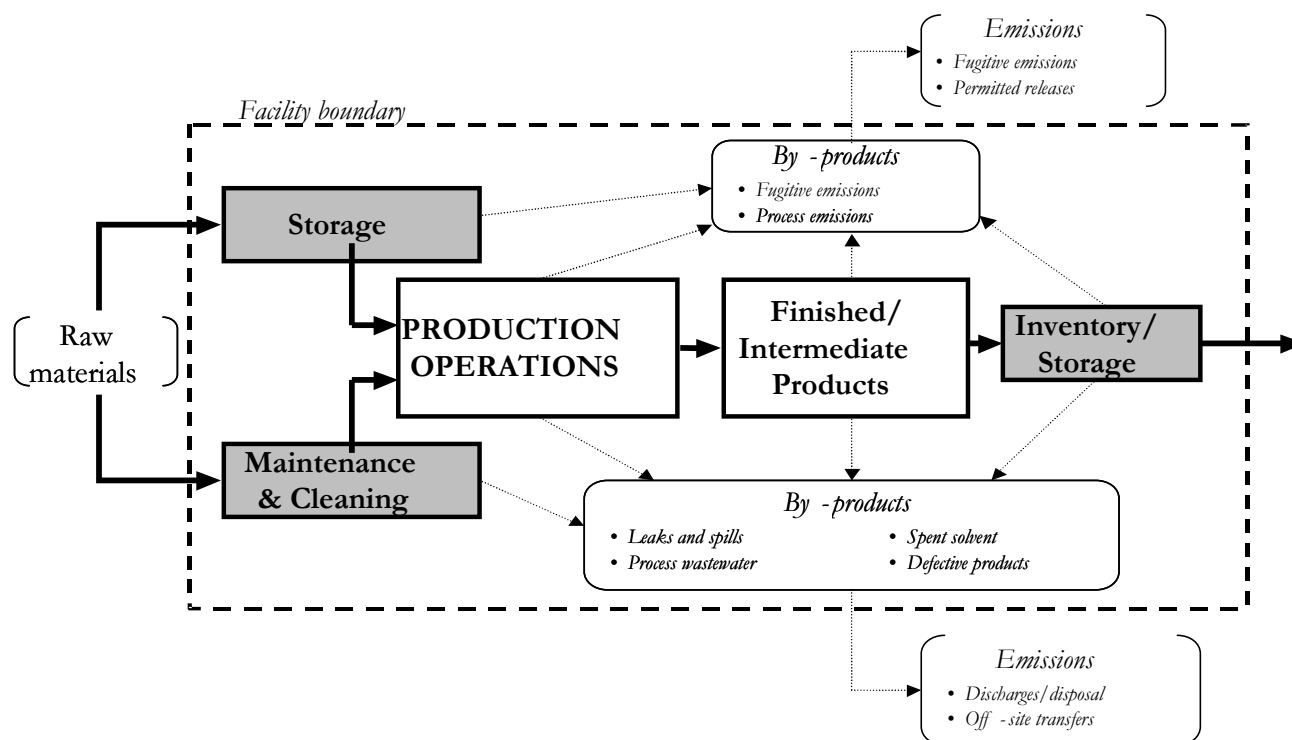 Emissions
• Fugitive emissions
• Permitted releases
Facility boundary
By - products
• Fugitive emissions
• Process emissions
Storage
Raw
materials
PRODUCTION
OPERATIONS
Finished/
Intermediate
Products
Inventory/
Storage
Maintenance
& Cleaning
By - products
• Leaks and spills
• Process wastewater
• Spent solvent
• Defective products
Emissions
• Discharges/disposal
• Off - site transfers